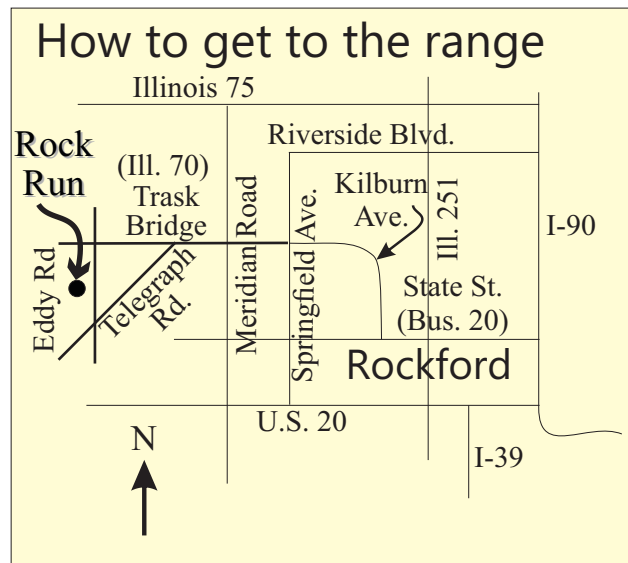 How to get to the range
Illinois 75
Rock
Run
(Ill. 70)
Trask
Bridge
Riverside Blvd.
Kilburn
Ave.
Eddy Rd
Telegraph
Rd.
Meridian Road
Springfield Ave.
Ill. 251
I-90
State St.
(Bus. 20)
Rockford
U.S. 20
N
I-39